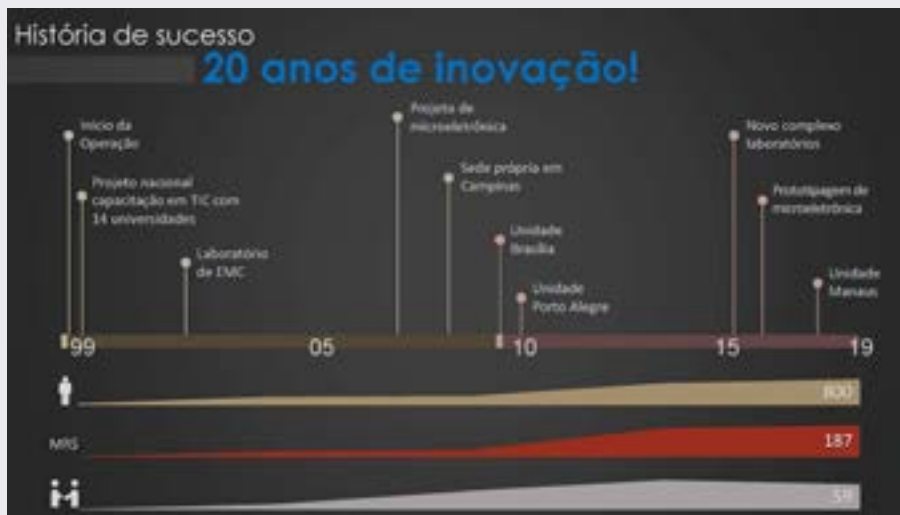 História de sucesso
20 anos de inovação!
Início da
Operação
Projeto nacional
capacitação em TIC com
14 universidades
Laboratório
de EMC
Projeto de
microeletrônica
Sede própria em
Campinas
Unidade
Brasília
Unidade
Porto Alegre
Novo complexo
laboratórios
Prototipagem de
microeletrônica
Unidade
Manaus
99
05
10
15
19
800
MR$
187